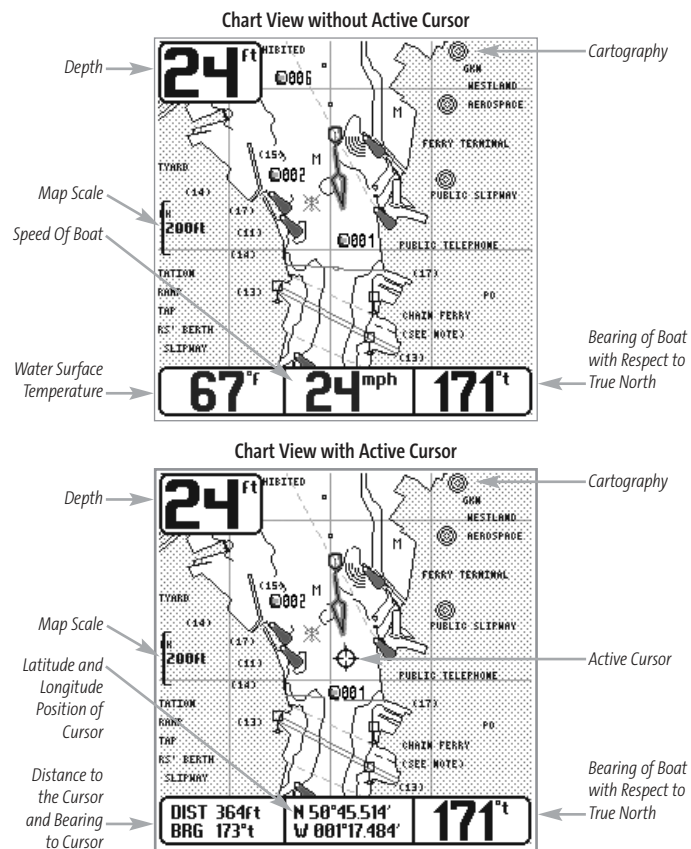 Chart View without Active Cursor
Depth
Map Scale
Speed Of Boat
Water Surface
Temperature
24 ft
HIBITED
006
GKN
WESTLAND
AEROSPACE
M
FERRY TERMINAL
(15)
M
TYARD
002
(14)
PUBLIC SLIPWAY
(17)
200ft
(11)
001
PUBLIC TELEPHONE
(14)
TATION
(17)
RAMP
(13)
PO
TAP
CHAIN FERRY
RS' BERTH
(SEE NOTE)
SLIPWAY
(13)
67°f
24 mph
171°t
Cartography
Bearing of Boat
with Respect to
True North
Chart View with Active Cursor
Depth
Map Scale
Latitude and
Longitude
Position of
Cursor
Distance to
the Cursor
and Bearing
to Cursor
24 ft
HIBITED
GKN
WESTLAND
AEROSPACE
M
FERRY TERMINAL
(15)
M
TYARD
002
(14)
PUBLIC SLIPWAY
(17)
200ft
(11)
PUBLIC TELEPHONE
(14)
001
TATION
(17)
RAMP
(13)
PO
TAP
CHAIN FERRY
RS' BERTH
(SEE NOTE)
SLIPWAY
(13)
DIST 364ft
BRG 173°t
N 50°45.514'
W 001°17.484'
171°t
Cartography
Active Cursor
Bearing of Boat
with Respect to
True North